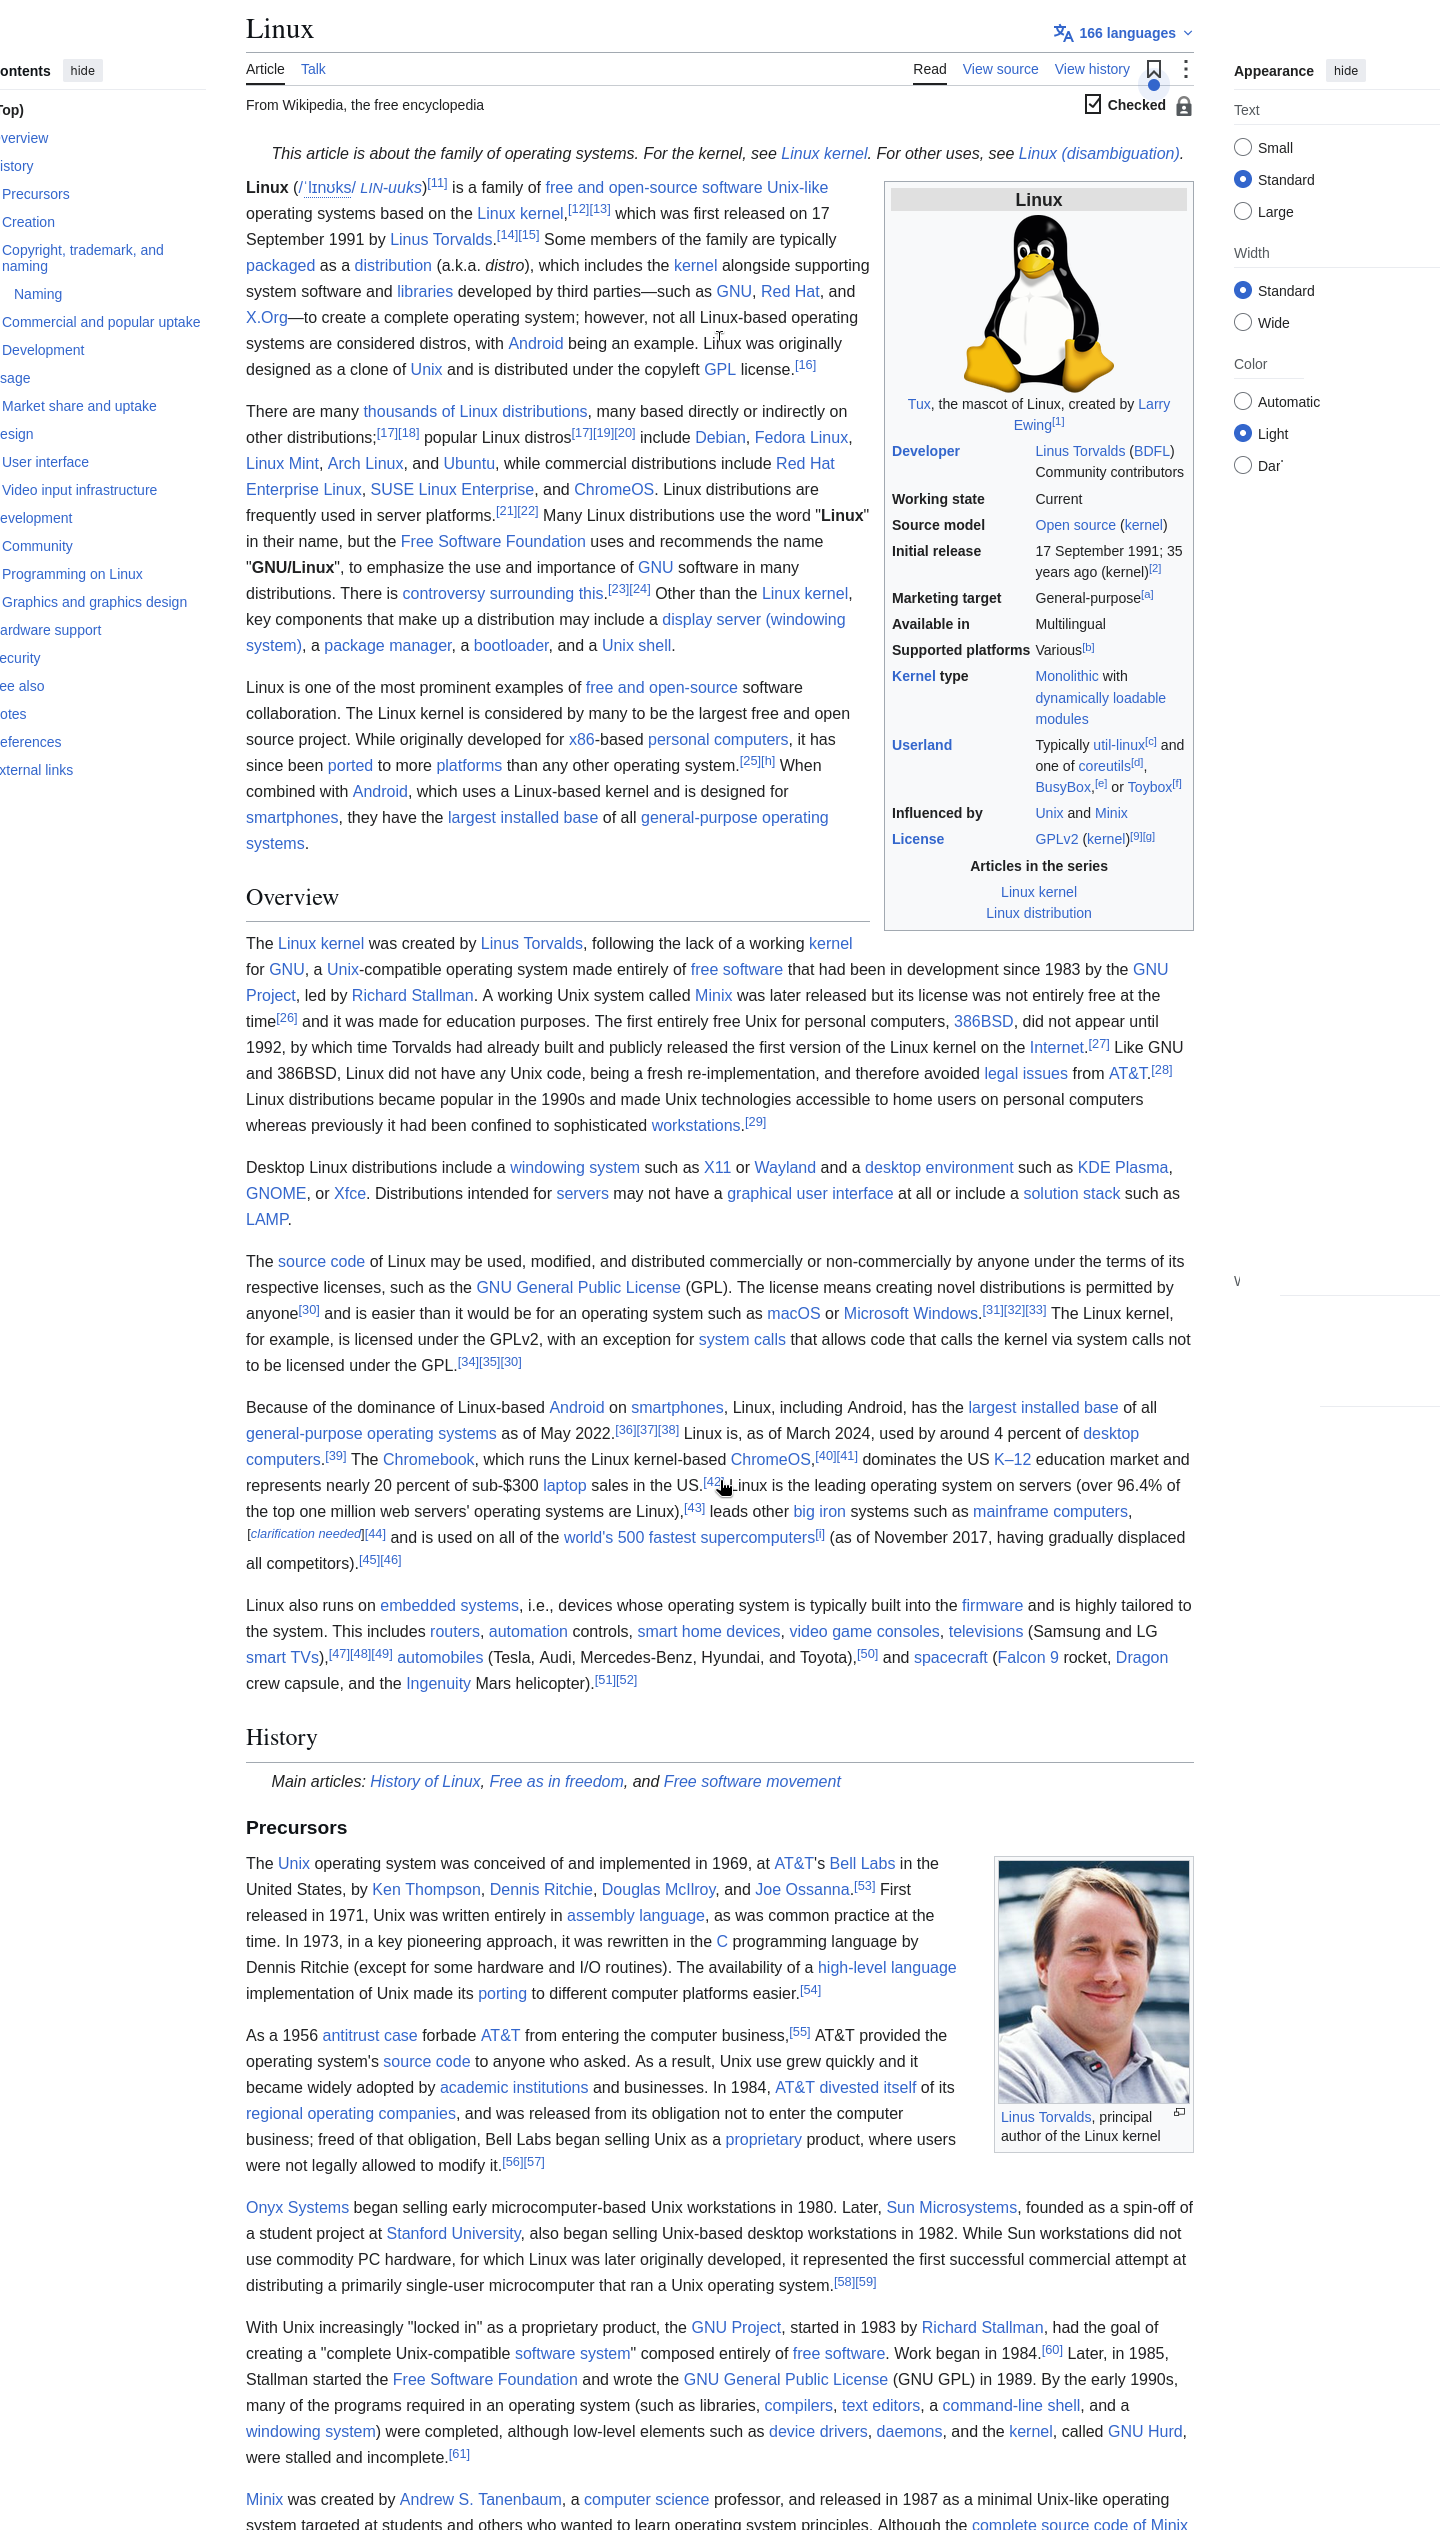 Linux
166 languages
ontents hide
Article Talk
Read View source View history
Appearance hide
From Wikipedia, the free encyclopedia
Checked
Top)
verview
istory
Precursors
Creation
Copyright, trademark, and
naming
Naming
Commercial and popular uptake
Development
sage
Market share and uptake
esign
User interface
Video input infrastructure
evelopment
Community
Programming on Linux
Graphics and graphics design
ardware support
ecurity
ee also
otes
eferences
xternal links
This article is about the family of operating systems. For the kernel, see Linux kernel. For other uses, see Linux (disambiguation).
Linux (/ˈlɪnʊks/ LIN-uuks)[11] is a family of free and open-source software Unix-like
operating systems based on the Linux kernel,[12][13] which was first released on 17
September 1991 by Linus Torvalds.[14][15] Some members of the family are typically
packaged as a distribution (a.k.a. distro), which includes the kernel alongside supporting
system software and libraries developed by third parties—such as GNU, Red Hat, and
X.Org—to create a complete operating system; however, not all Linux-based operating
systems are considered distros, with Android being an example. Linux was originally
designed as a clone of Unix and is distributed under the copyleft GPL license.[16]
There are many thousands of Linux distributions, many based directly or indirectly on
other distributions;[17][18] popular Linux distros[17][19][20] include Debian, Fedora Linux,
Linux Mint, Arch Linux, and Ubuntu, while commercial distributions include Red Hat
Enterprise Linux, SUSE Linux Enterprise, and ChromeOS. Linux distributions are
frequently used in server platforms.[21][22] Many Linux distributions use the word "Linux"
in their name, but the Free Software Foundation uses and recommends the name
"GNU/Linux", to emphasize the use and importance of GNU software in many
distributions. There is controversy surrounding this.[23][24] Other than the Linux kernel,
key components that make up a distribution may include a display server (windowing
system), a package manager, a bootloader, and a Unix shell.
Linux is one of the most prominent examples of free and open-source software
collaboration. The Linux kernel is considered by many to be the largest free and open
source project. While originally developed for x86-based personal computers, it has
since been ported to more platforms than any other operating system.[25][h] When
combined with Android, which uses a Linux-based kernel and is designed for
smartphones, they have the largest installed base of all general-purpose operating
systems.
Linux
Tux, the mascot of Linux, created by Larry
Ewing[1]
Developer Linus Torvalds (BDFL)
Community contributors
Working state Current
Source model Open source (kernel)
Initial release 17 September 1991; 35
years ago (kernel)[2]
Marketing target General-purpose[a]
Available in Multilingual
Supported platforms Various[b]
Kernel type Monolithic with
dynamically loadable
modules
Userland Typically util-linux[c] and
one of coreutils[d],
BusyBox,[e] or Toybox[f]
Influenced by Unix and Minix
License GPLv2 (kernel)[9][g]
Articles in the series
Linux kernel
Linux distribution
Text
Small
Standard
Large
Width
Standard
Wide
Color
Automatic
Light
Overview
The Linux kernel was created by Linus Torvalds, following the lack of a working kernel
for GNU, a Unix-compatible operating system made entirely of free software that had been in development since 1983 by the GNU
Project, led by Richard Stallman. A working Unix system called Minix was later released but its license was not entirely free at the
time[26] and it was made for education purposes. The first entirely free Unix for personal computers, 386BSD, did not appear until
1992, by which time Torvalds had already built and publicly released the first version of the Linux kernel on the Internet.[27] Like GNU
and 386BSD, Linux did not have any Unix code, being a fresh re-implementation, and therefore avoided legal issues from AT&T.[28]
Linux distributions became popular in the 1990s and made Unix technologies accessible to home users on personal computers
whereas previously it had been confined to sophisticated workstations.[29]
Desktop Linux distributions include a windowing system such as X11 or Wayland and a desktop environment such as KDE Plasma,
GNOME, or Xfce. Distributions intended for servers may not have a graphical user interface at all or include a solution stack such as
LAMP.
The source code of Linux may be used, modified, and distributed commercially or non-commercially by anyone under the terms of its
respective licenses, such as the GNU General Public License (GPL). The license means creating novel distributions is permitted by
anyone[30] and is easier than it would be for an operating system such as macOS or Microsoft Windows.[31][32][33] The Linux kernel,
for example, is licensed under the GPLv2, with an exception for system calls that allows code that calls the kernel via system calls not
to be licensed under the GPL.[34][35][30]
Because of the dominance of Linux-based Android on smartphones, Linux, including Android, has the largest installed base of all
general-purpose operating systems as of May 2022.[36][37][38] Linux is, as of March 2024, used by around 4 percent of desktop
computers.[39] The Chromebook, which runs the Linux kernel-based ChromeOS,[40][41] dominates the US K–12 education market and
represents nearly 20 percent of sub-$300 laptop sales in the US.[42] Linux is the leading operating system on servers (over 96.4% of
the top one million web servers' operating systems are Linux),[43] leads other big iron systems such as mainframe computers,
[clarification needed][44] and is used on all of the world's 500 fastest supercomputers[i] (as of November 2017, having gradually displaced
all competitors).[45][46]
Linux also runs on embedded systems, i.e., devices whose operating system is typically built into the firmware and is highly tailored to
the system. This includes routers, automation controls, smart home devices, video game consoles, televisions (Samsung and LG
smart TVs),[47][48][49] automobiles (Tesla, Audi, Mercedes-Benz, Hyundai, and Toyota),[50] and spacecraft (Falcon 9 rocket, Dragon
crew capsule, and the Ingenuity Mars helicopter).[51][52]
History
Main articles: History of Linux, Free as in freedom, and Free software movement
Precursors
The Unix operating system was conceived of and implemented in 1969, at AT&T's Bell Labs in the
United States, by Ken Thompson, Dennis Ritchie, Douglas McIlroy, and Joe Ossanna.[53] First
released in 1971, Unix was written entirely in assembly language, as was common practice at the
time. In 1973, in a key pioneering approach, it was rewritten in the C programming language by
Dennis Ritchie (except for some hardware and I/O routines). The availability of a high-level language
implementation of Unix made its porting to different computer platforms easier.[54]
As a 1956 antitrust case forbade AT&T from entering the computer business,[55] AT&T provided the
operating system's source code to anyone who asked. As a result, Unix use grew quickly and it
became widely adopted by academic institutions and businesses. In 1984, AT&T divested itself of its
regional operating companies, and was released from its obligation not to enter the computer
business; freed of that obligation, Bell Labs began selling Unix as a proprietary product, where users
were not legally allowed to modify it.[56][57]
Linus Torvalds, principal
author of the Linux kernel
Onyx Systems began selling early microcomputer-based Unix workstations in 1980. Later, Sun Microsystems, founded as a spin-off of
a student project at Stanford University, also began selling Unix-based desktop workstations in 1982. While Sun workstations did not
use commodity PC hardware, for which Linux was later originally developed, it represented the first successful commercial attempt at
distributing a primarily single-user microcomputer that ran a Unix operating system.[58][59]
With Unix increasingly "locked in" as a proprietary product, the GNU Project, started in 1983 by Richard Stallman, had the goal of
creating a "complete Unix-compatible software system" composed entirely of free software. Work began in 1984.[60] Later, in 1985,
Stallman started the Free Software Foundation and wrote the GNU General Public License (GNU GPL) in 1989. By the early 1990s,
many of the programs required in an operating system (such as libraries, compilers, text editors, a command-line shell, and a
windowing system) were completed, although low-level elements such as device drivers, daemons, and the kernel, called GNU Hurd,
were stalled and incomplete.[61]
Minix was created by Andrew S. Tanenbaum, a computer science professor, and released in 1987 as a minimal Unix-like operating
system targeted at students and others who wanted to learn operating system principles. Although the complete source code of Minix